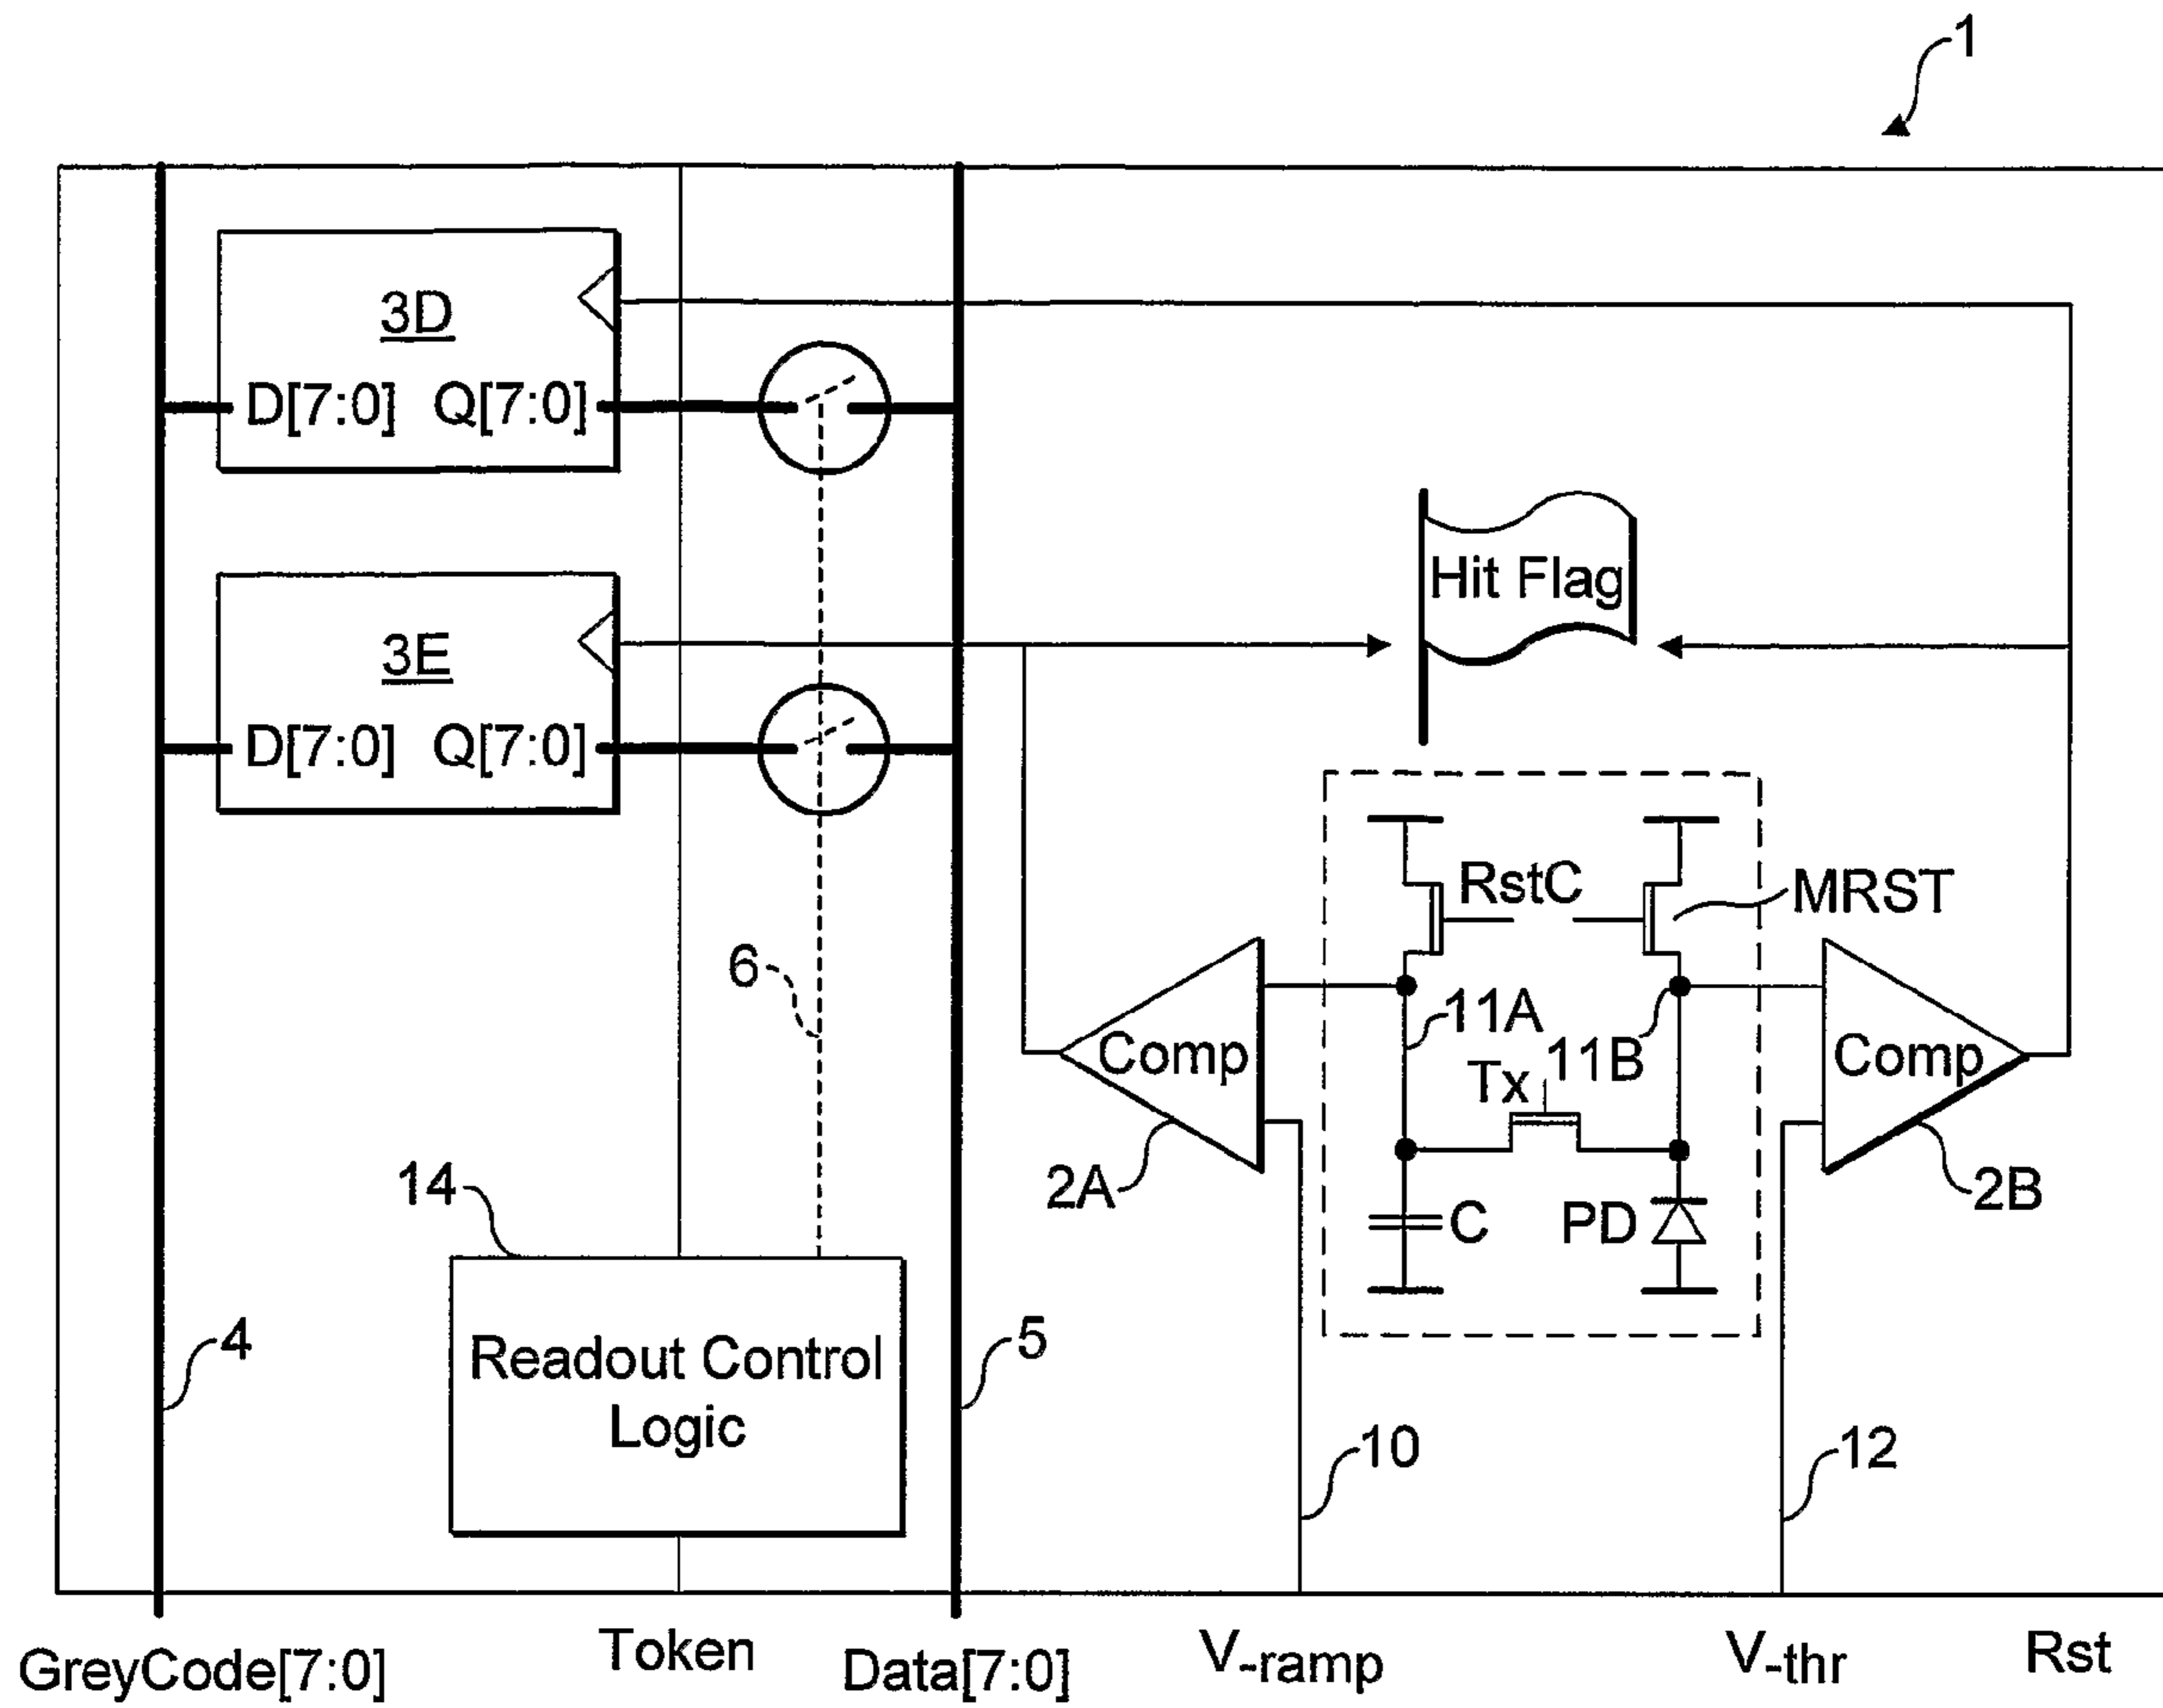 1
3D
D[7:0] Q[7:0]
Hit Flag
3E
D[7:0] Q[7:0]
RstC
MRST
6
11A
11B
Comp
Comp
Tx
2A
2B
14
C
PD
4
Readout Control
Logic
5
10
12
GreyCode[7:0]
Token
Data[7:0]
V-ramp
V-thr
Rst